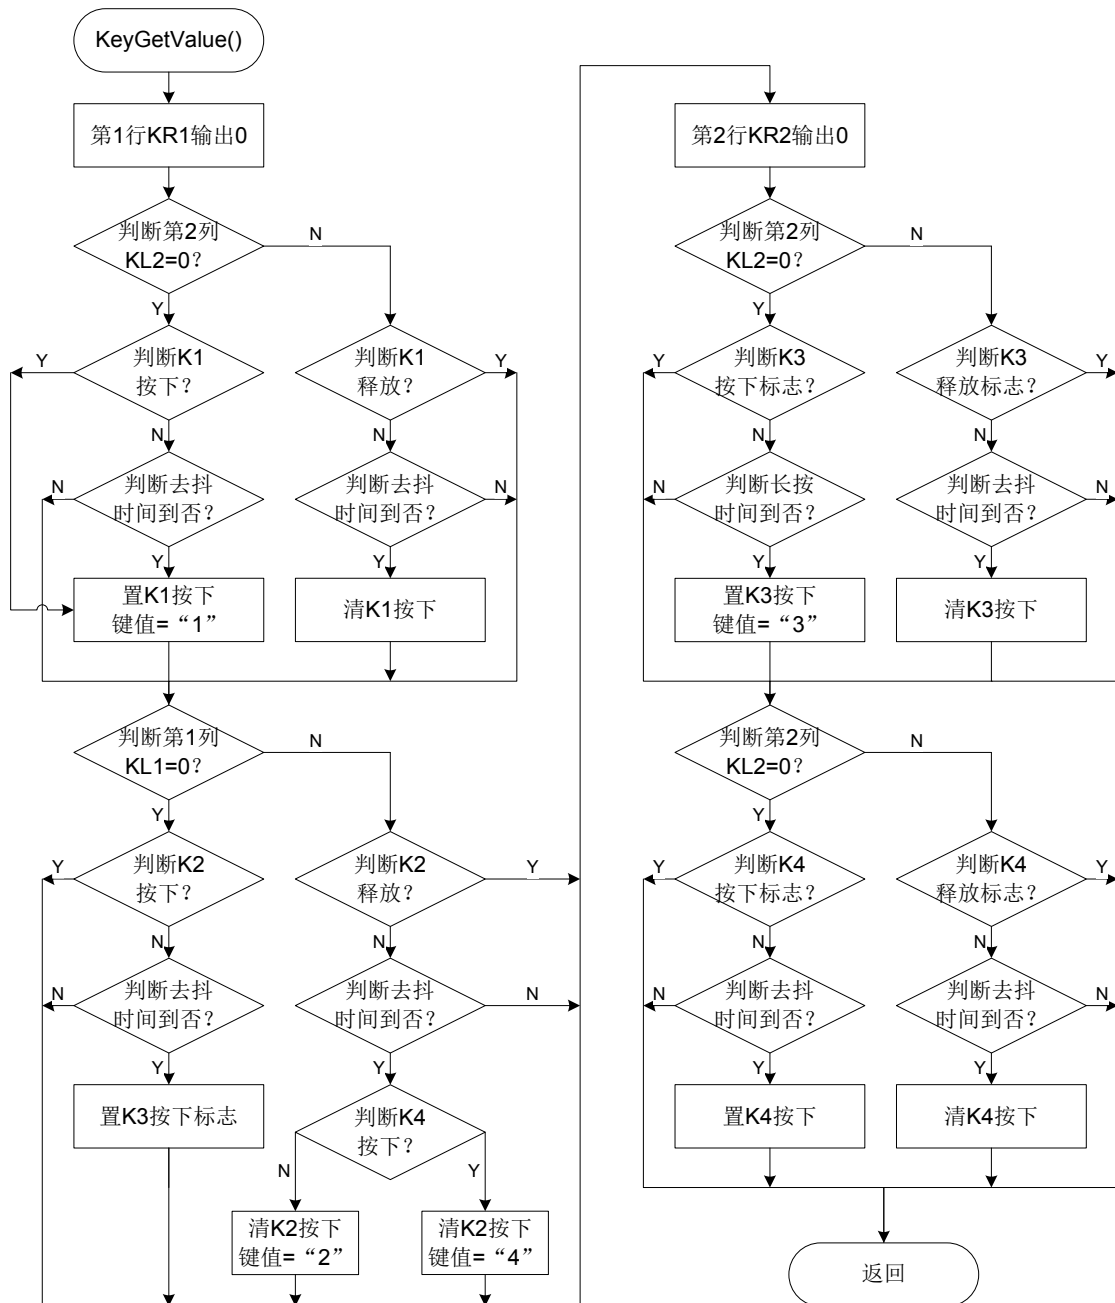 KeyGetValue()
第1行KR1输出0
判断第2列
KL2=0?
N
Y
判断K1
按下?
Y
N
判断K1
释放?
Y
N
判断去抖
时间到否?
N
Y
判断去抖
时间到否?
N
Y
置K1按下
键值=“1”
清K1按下
判断第1列
KL1=0?
N
Y
判断K2
按下?
Y
N
判断K2
释放?
Y
N
判断去抖
时间到否?
N
Y
判断去抖
时间到否?
N
Y
置K3按下标志
判断K4
按下?
N
Y
清K2按下
键值=“2”
清K2按下
键值=“4”
第2行KR2输出0
判断第2列
KL2=0?
N
Y
判断K3
按下标志?
Y
N
判断K3
释放标志?
Y
N
判断长按
时间到否?
N
Y
判断去抖
时间到否?
N
Y
置K3按下
键值=“3”
清K3按下
判断第2列
KL2=0?
N
Y
判断K4
按下标志?
Y
N
判断K4
释放标志?
Y
N
判断去抖
时间到否?
N
Y
判断去抖
时间到否?
N
Y
置K4按下
清K4按下
返回